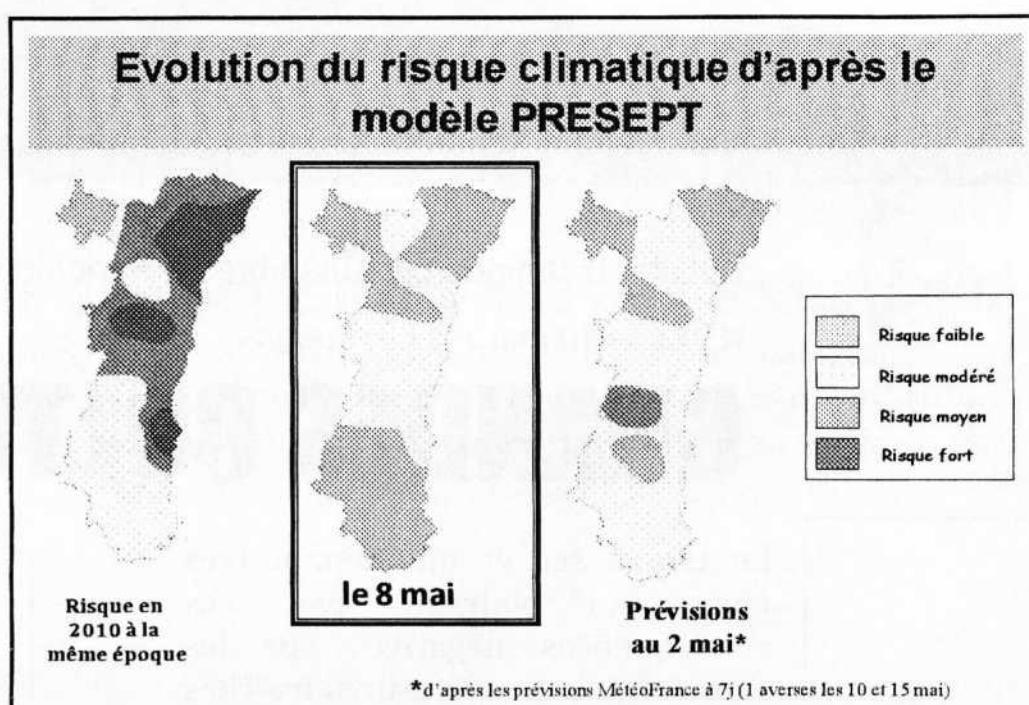 Evolution du risque climatique d'après le
modèle PRESEPT
Risque en
2010 à la
même époque
le 8 mai
Prévisions
au 2 mai*
Risque faible
Risque modéré
Risque moyen
Risque fort
*d'après les prévisions MétéoFrance à 7j (1 averses les 10 et 15 mai)